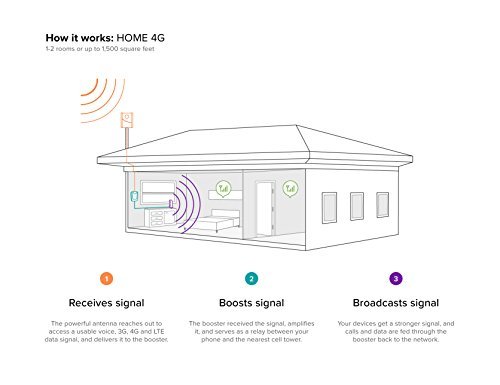 How it works: HOME 4G
1-2 rooms or up to 1,500 square feet
1
Receives signal
The powerful antenna reaches out to
access a usable voice, 3G, 4G and LTE
data signal, and delivers it to the booster.
2
Boosts signal
The booster received the signal, amplifies
it, and serves as a relay between your
phone and the nearest cell tower.
3
Broadcasts signal
Your devices get a stronger signal, and
calls and data are fed through the
booster back to the network.